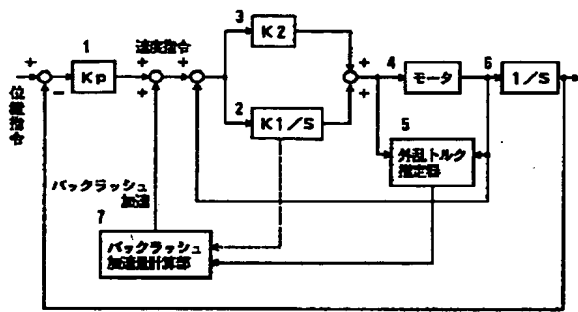 1
3
速度指令
K2
4
6
+
Kp
+
+
+
モータ
1/S
−
+
+
位置指令
2
K1/S
5
外乱トルク
推定器
バックラッシュ
加速
7
バックラッシュ
加速量計算部